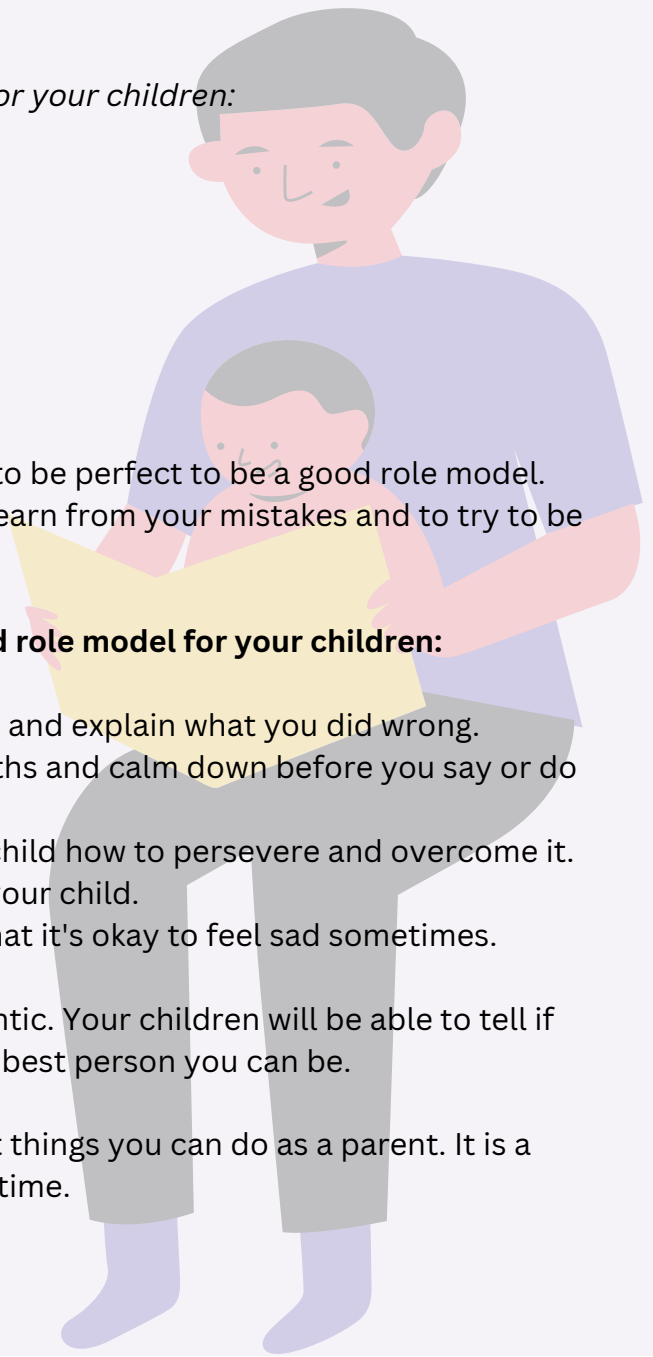 or your children:
to be perfect to be a good role model.
earn from your mistakes and to try to be
d role model for your children:
and explain what you did wrong.
ths and calm down before you say or do
child how to persevere and overcome it.
your child.
hat it's okay to feel sad sometimes.
ntic. Your children will be able to tell if
best person you can be.
t things you can do as a parent. It is a
time.